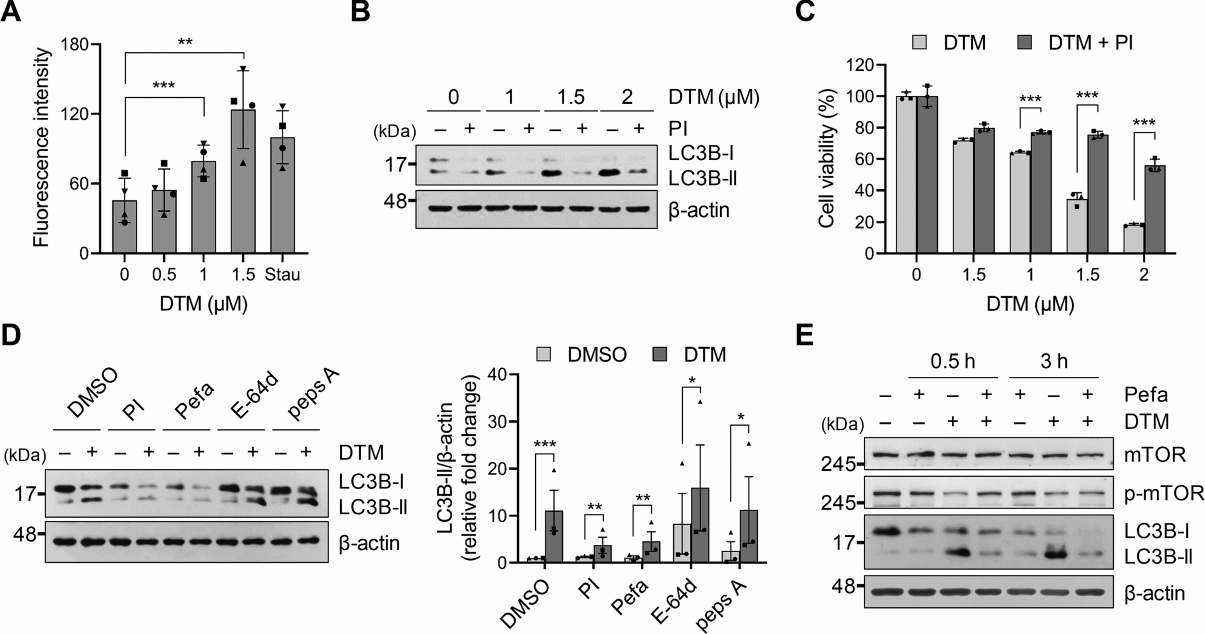 A
Fluorescence intensity
180
120
60
0
**
***
0 0.5 1 1.5 Stau
DTM (µM)
B
0 1 1.5 2 DTM (µM)
– + – + – + – + PI
(kDa)
17
LC3B-I
LC3B-II
48
β-actin
C
DTM DTM + PI
Cell viability (%)
120
100
80
60
40
20
0
*** *** ***
0 1.5 1 1.5 2
DTM (µM)
D
DMSO PI Pefa E-64d peps A
– + – + – + – + – + DTM
(kDa)
17
LC3B-I
LC3B-II
48
β-actin
DMSO DTM
LC3B-II/β-actin
(relative fold change)
40
30
20
10
0
*** ** ** * *
DMSO PI Pefa E-64d peps A
E
0.5 h 3 h
– + – + + – + Pefa
– – + + – + + DTM
(kDa)
245
mTOR
245
p-mTOR
17
LC3B-I
LC3B-II
48
β-actin